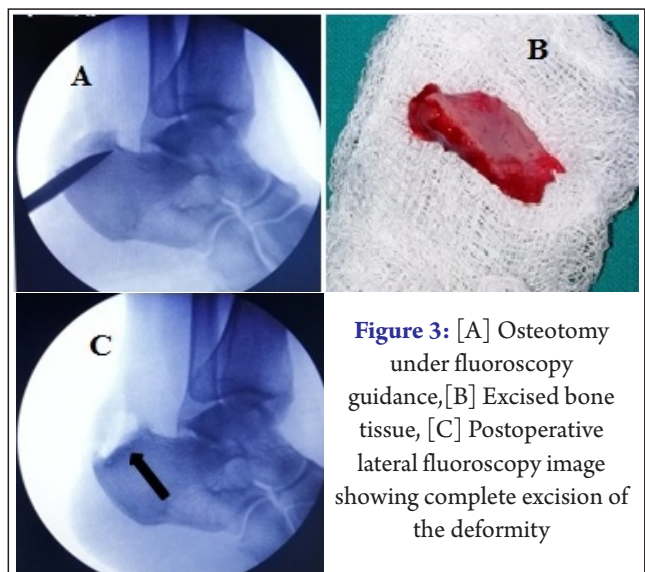 A
B
C
Figure 3: [A] Osteotomy
under fluoroscopy
guidance,[B] Excised bone
tissue, [C] Postoperative
lateral fluoroscopy image
showing complete excision of
the deformity